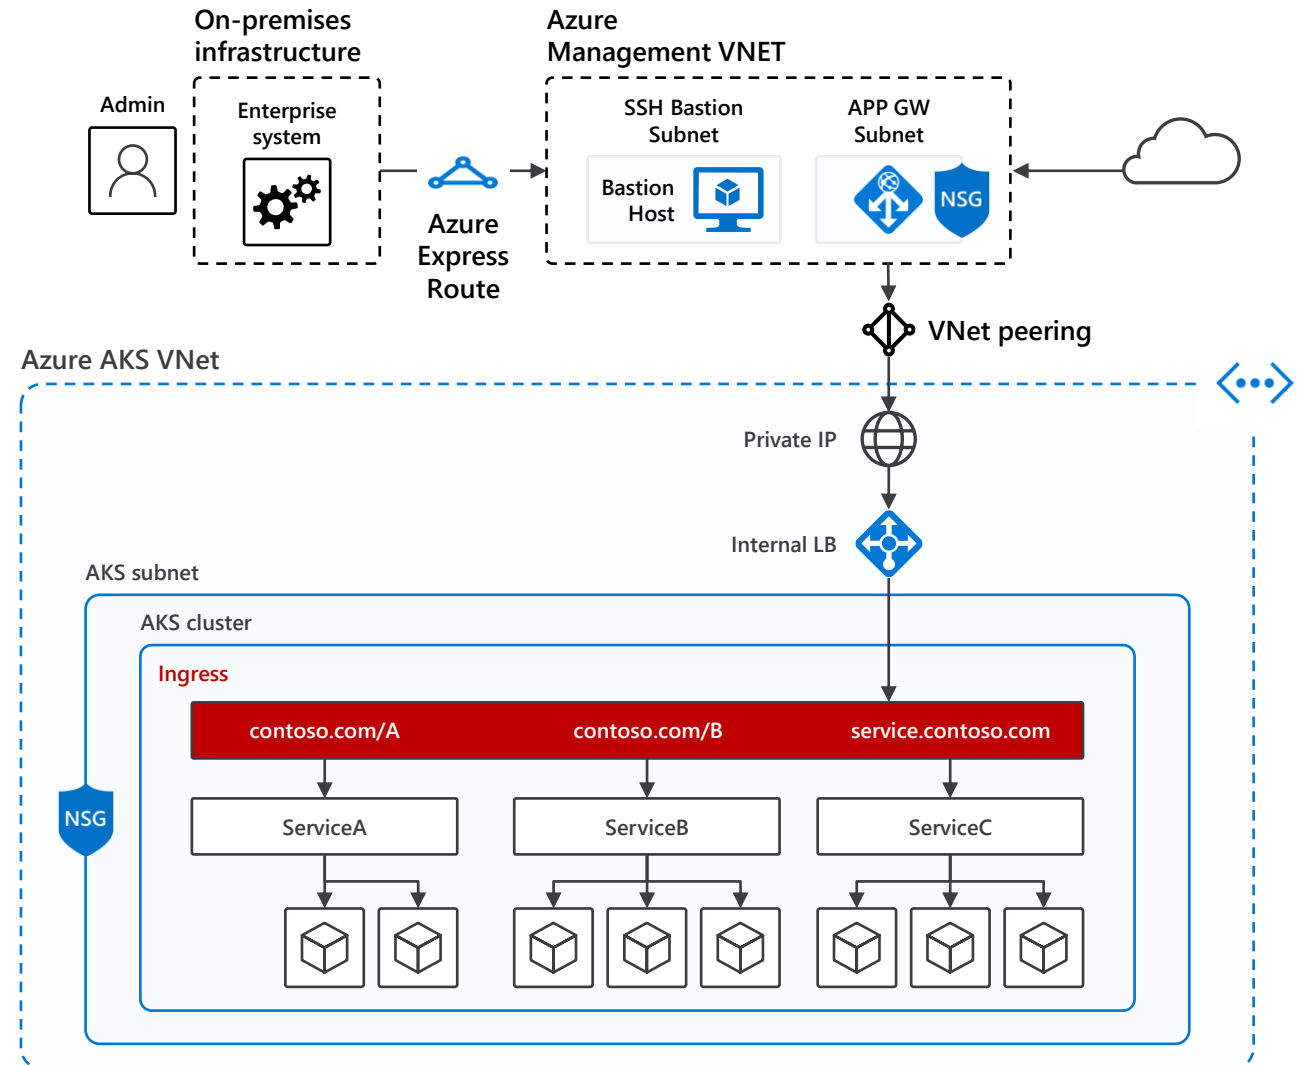 On-premises
infrastructure
Azure
Management VNET
Admin
Enterprise
system
SSH Bastion
Subnet
APP GW
Subnet
Bastion
Host
NSG
Azure
Express
Route
VNet peering
Azure AKS VNet
Private IP
Internal LB
AKS subnet
AKS cluster
Ingress
contoso.com/A
contoso.com/B
service.contoso.com
NSG
ServiceA
ServiceB
ServiceC